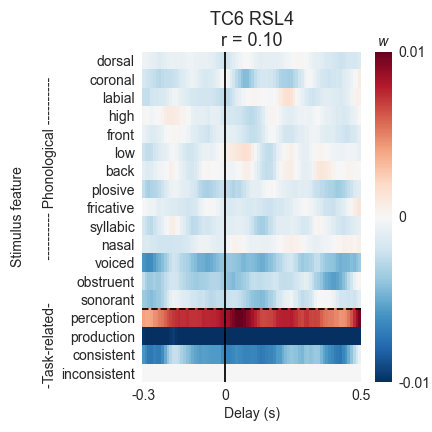 TC6 RSL4
r = 0.10
w
dorsal
coronal
labial
high
front
low
back
plosive
fricative
syllabic
nasal
voiced
obstruent
sonorant
perception
production
consistent
inconsistent
Stimulus feature
---------- Phonological ----------
-Task-related-
0.01
0
-0.01
-0.3 0 0.5
Delay (s)